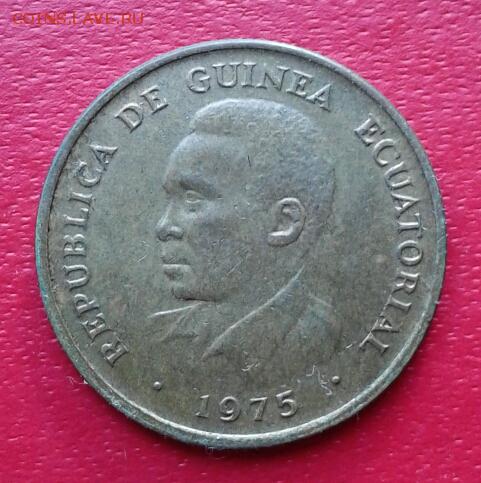 COINS.LAVE.RU
REPUBLICA DE GUINEA ECUATORIAL
· 1975 ·